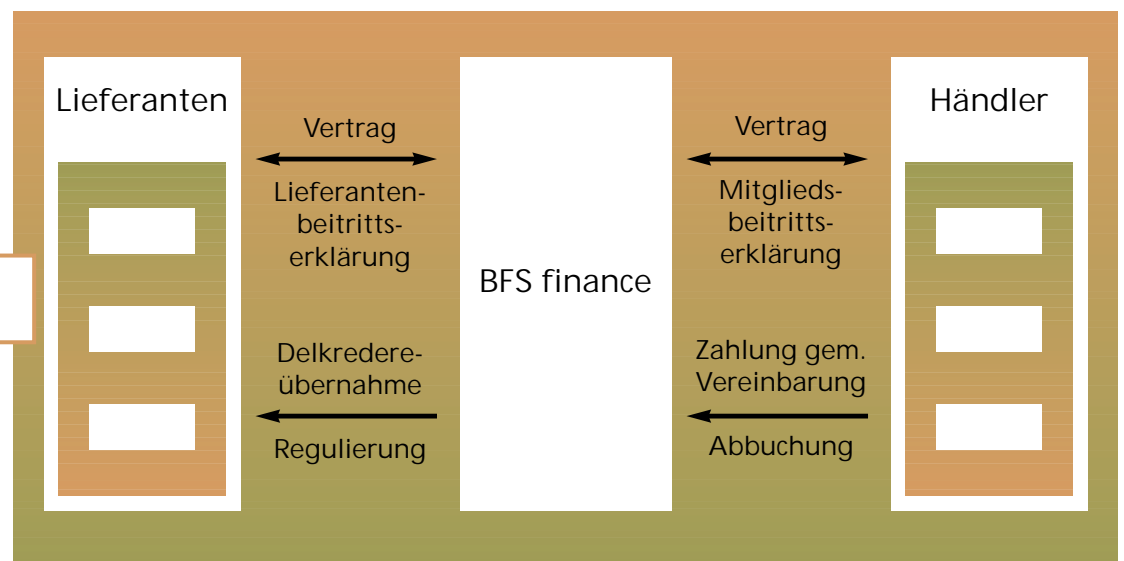 Lieferanten
Vertrag
Lieferanten-
beitritts-
erklärung
Delkredere-
übernahme
Regulierung
BFS finance
Vertrag
Mitglieds-
beitritts-
erklärung
Zahlung gem.
Vereinbarung
Abbuchung
Händler